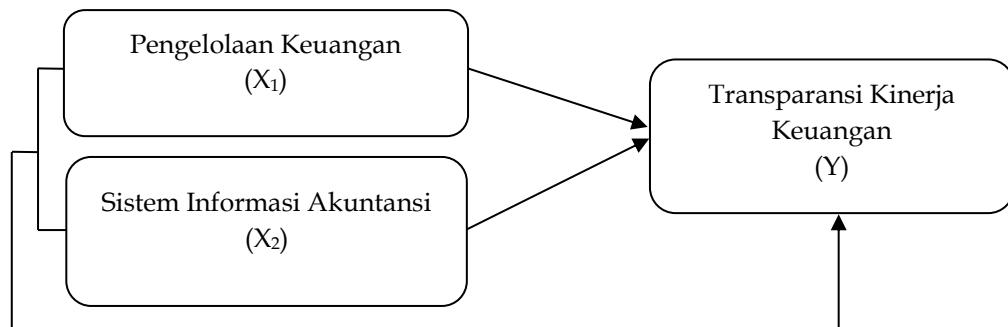 Pengelolaan Keuangan
(X₁)
Sistem Informasi Akuntansi
(X₂)
Transparansi Kinerja
Keuangan
(Y)